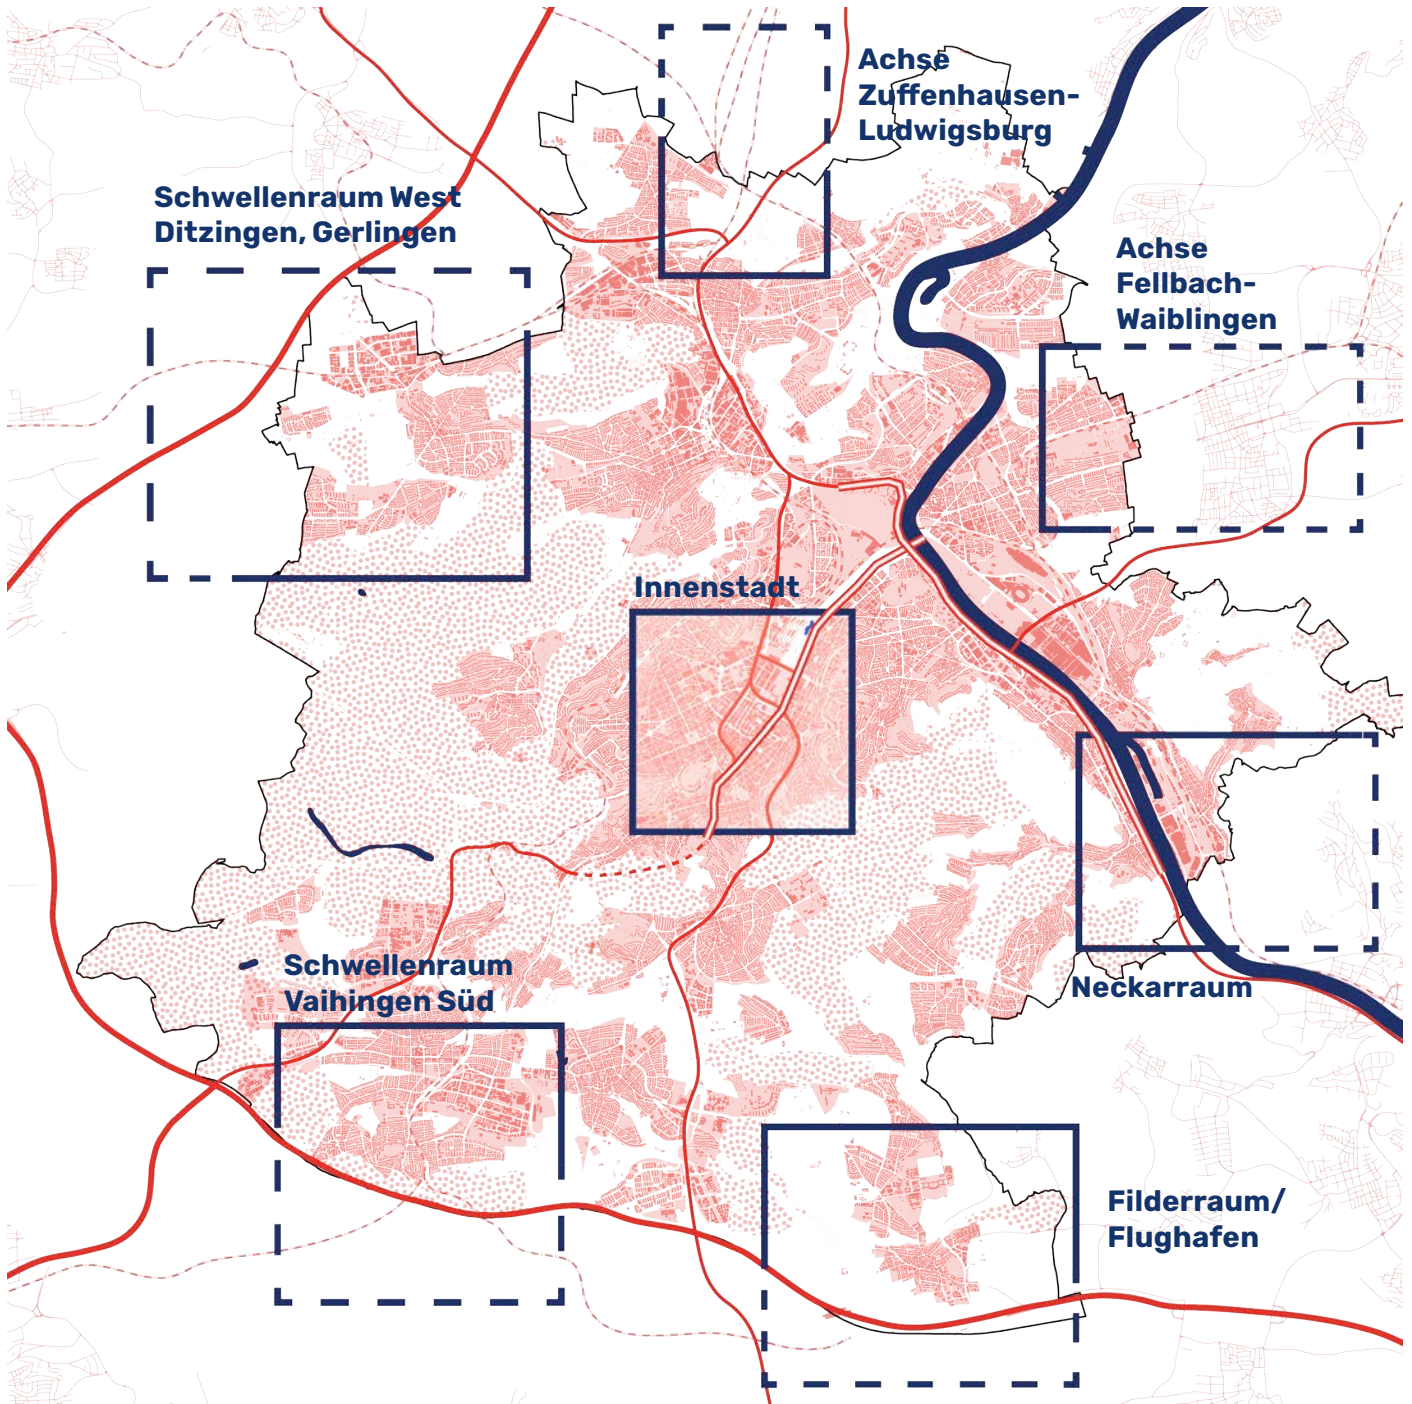 Achse
Zuffenhausen-
Ludwigsburg
Schwellenraum West
Ditzingen, Gerlingen
Achse
Fellbach-
Waiblingen
Innenstadt
Schwellenraum
Vaihingen Süd
Neckarraum
Filderraum/
Flughafen